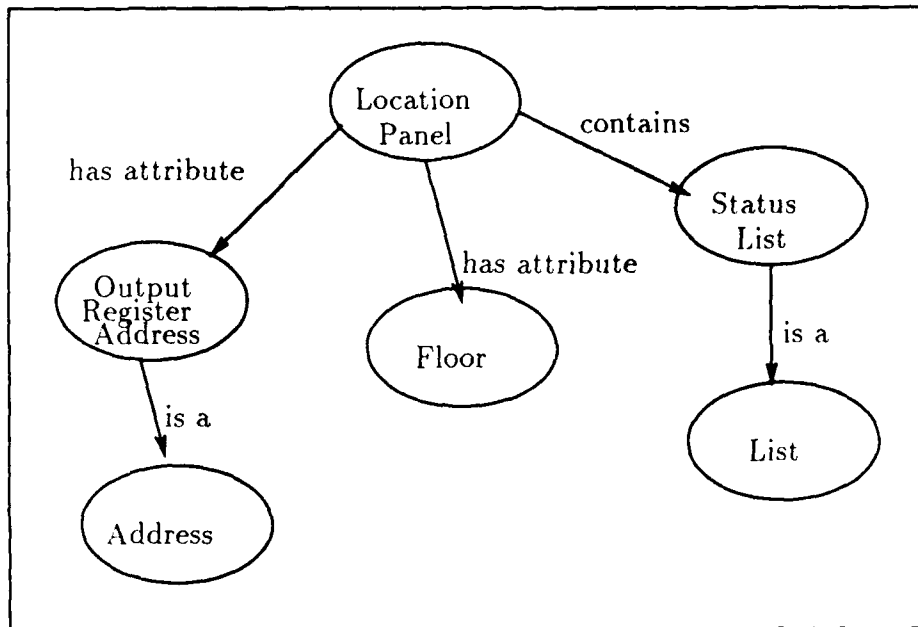 Location
Panel
contains
has attribute
Status
List
has attribute
Output
Register
Address
Floor
is a
is a
List
Address